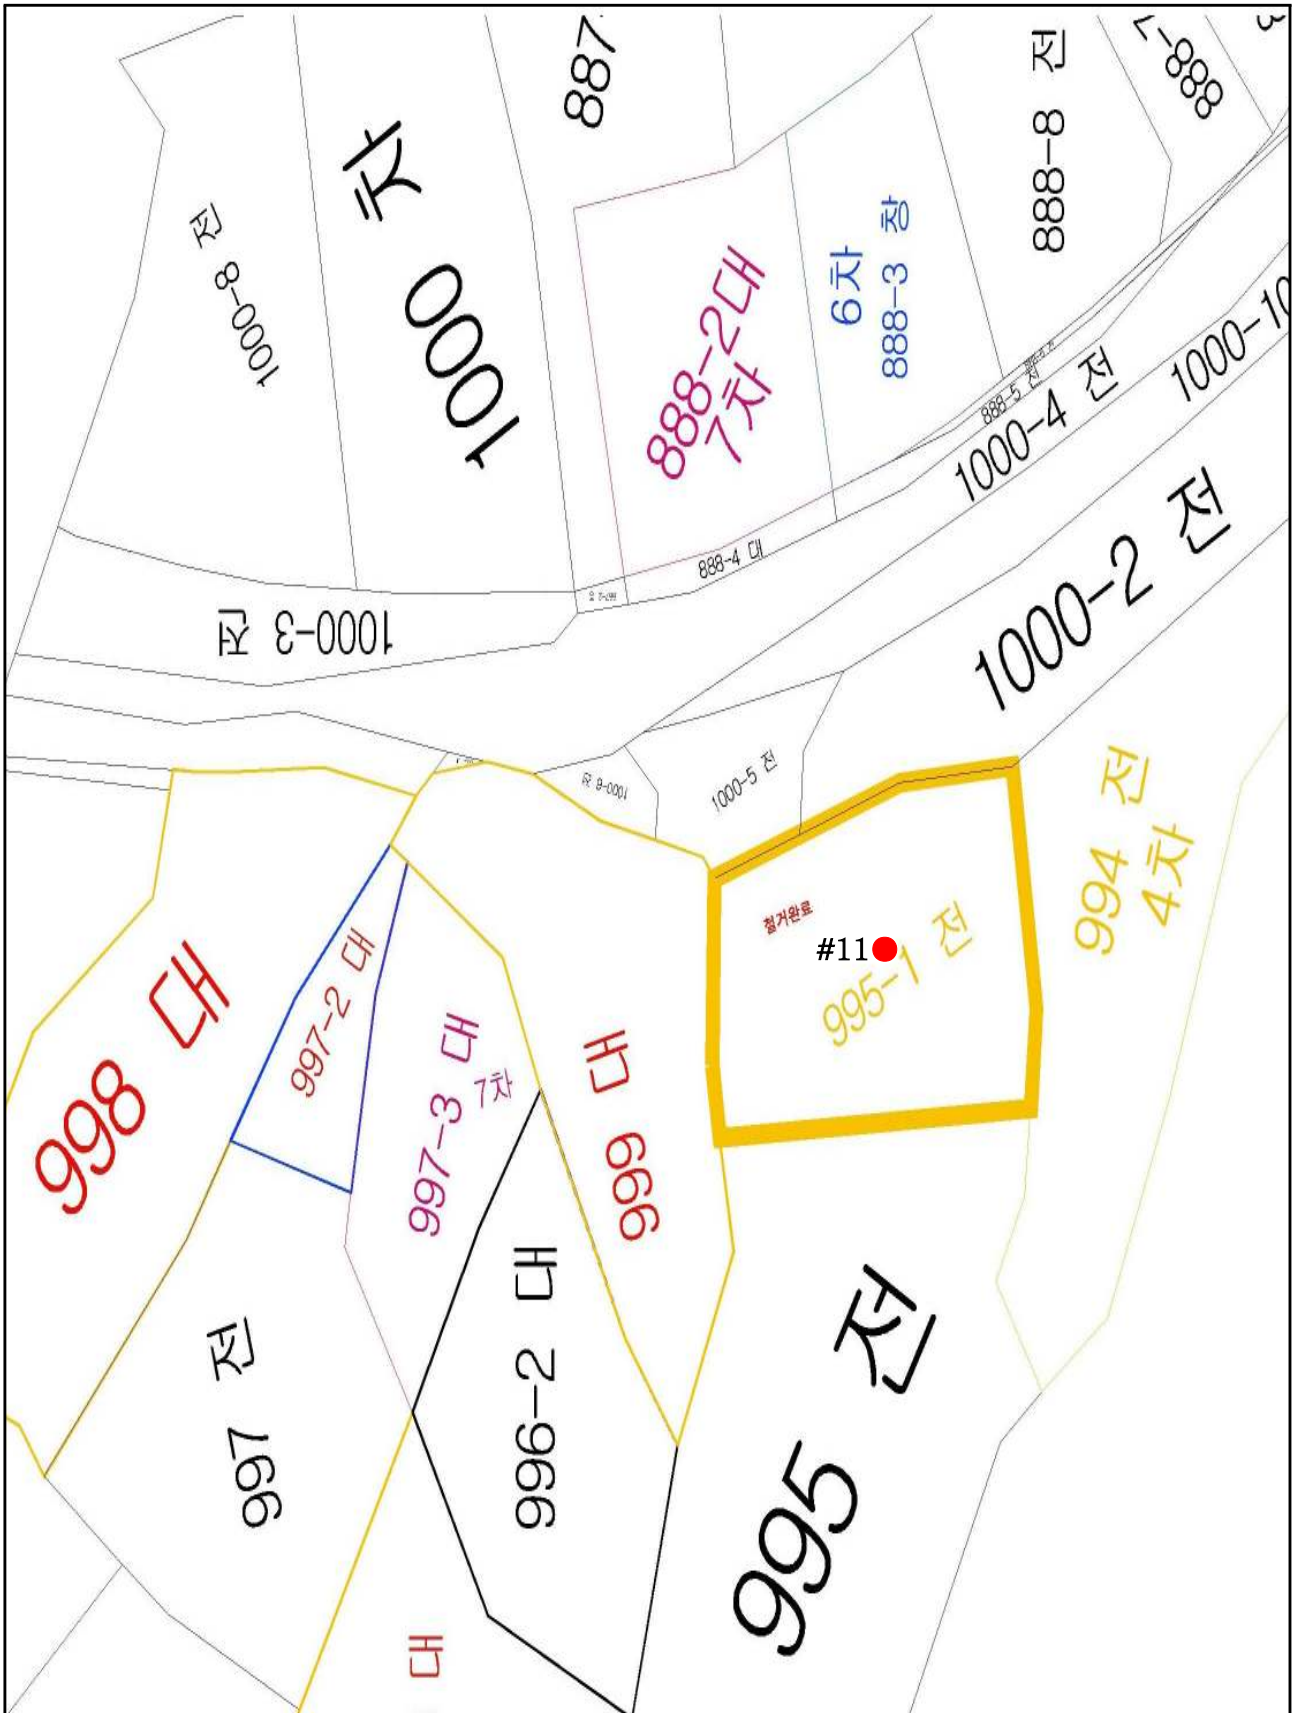 887
888-8 전
888-7
1000-8 전
1000 전
888-2대
7차
6차
888-3 창
888-5 전
1000-4 전
1000-10
888-4 대
1000-3 전
1000-2 전
1000-6 전
1000-5 전
994 전
4차
철거완료
#11
995-1 전
998 대
997-2 대
997-3 대
7차
999 대
996-2 대
997 전
995 전
대